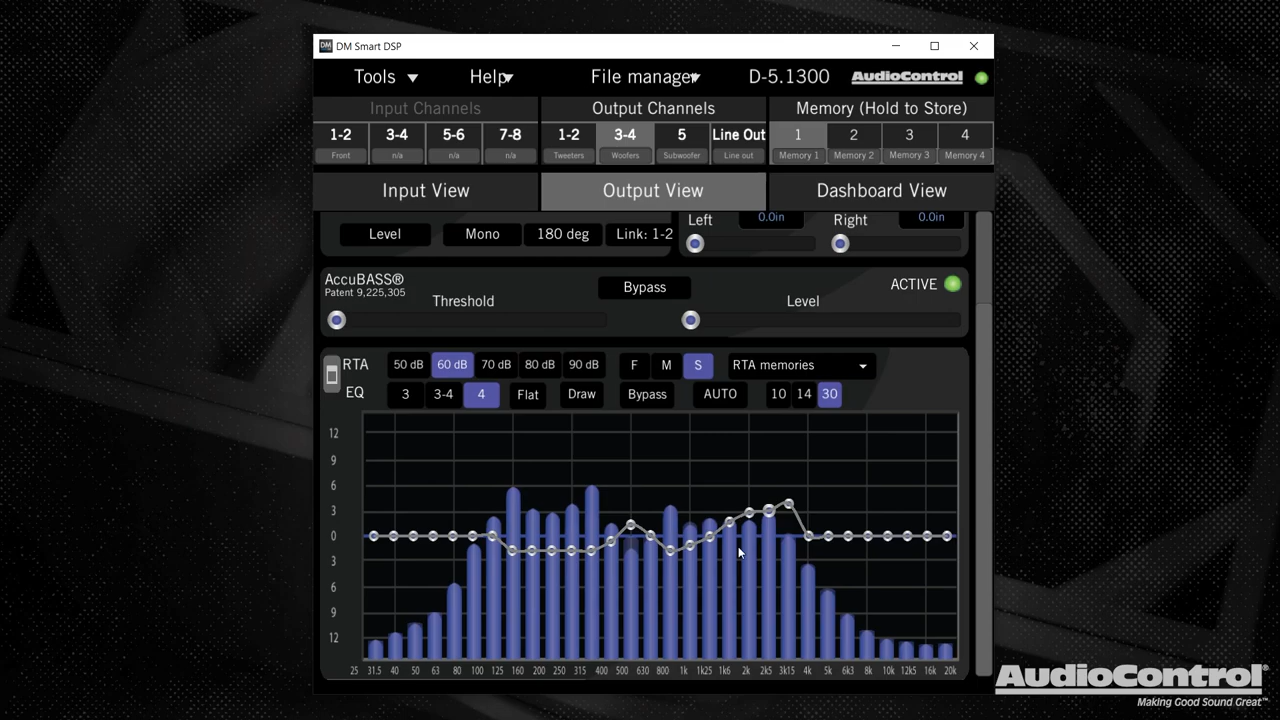 DM DM Smart DSP
Tools Help File manager D-5.1300 AudioControl
Input Channels Output Channels Memory (Hold to Store)
1-2 3-4 5-6 7-8 1-2 3-4 5 Line Out 1 2 3 4
Front n/a n/a n/a Tweeters Woofers Subwoofer Line out Memory 1 Memory 2 Memory 3 Memory 4
Input View Output View Dashboard View
Left 0.0in Right 0.0in
Level Mono 180 deg Link: 1-2
AccuBASS® Bypass ACTIVE
Patent 9,225,305
Threshold Level
RTA 50 dB 60 dB 70 dB 80 dB 90 dB F M S RTA memories
EQ 3 3-4 4 Flat Draw Bypass AUTO 10 14 30
12
9
6
3
0
3
6
9
12
25 31.5 40 50 63 80 100 125 160 200 250 315 400 500 630 800 1k 1k25 1k6 2k 2k5 3k15 4k 5k 6k3 8k 10k 12k5 16k 20k
AudioControl®
Making Good Sound Great™